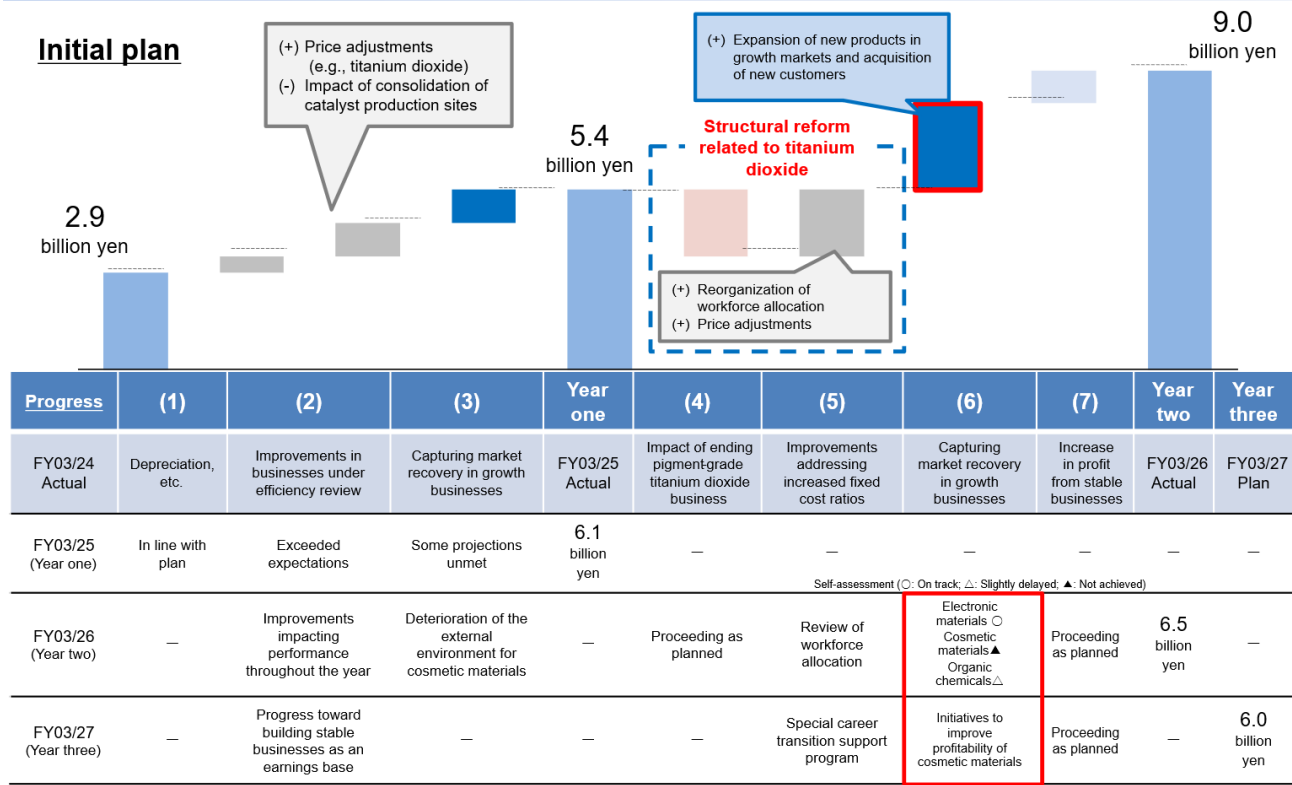 Initial plan
2.9
billion yen
(+) Price adjustments
(e.g., titanium dioxide)
(-) Impact of consolidation of
catalyst production sites
5.4
billion yen
(+) Expansion of new products in
growth markets and acquisition
of new customers
Structural reform
related to titanium
dioxide
(+) Reorganization of
workforce allocation
(+) Price adjustments
9.0
billion yen
Progress
(1)
(2)
(3)
Year
one
(4)
(5)
(6)
(7)
Year
two
Year
three
FY03/24
Actual
Depreciation,
etc.
Improvements in
businesses under
efficiency review
Capturing market
recovery in growth
businesses
FY03/25
Actual
Impact of ending
pigment-grade
titanium dioxide
business
Improvements
addressing
increased fixed
cost ratios
Capturing
market recovery
in growth
businesses
Increase
in profit
from stable
businesses
FY03/26
Actual
FY03/27
Plan
FY03/25
(Year one)
In line with
plan
Exceeded
expectations
Some projections
unmet
6.1
billion
yen
—
—
—
—
—
—
Self-assessment (○: On track; △: Slightly delayed; ▲: Not achieved)
FY03/26
(Year two)
—
Improvements
impacting
performance
throughout the year
Deterioration of the
external
environment for
cosmetic materials
—
Proceeding as
planned
Review of
workforce
allocation
Electronic
materials ○
Cosmetic
materials▲
Organic
chemicals△
Proceeding
as planned
6.5
billion
yen
—
FY03/27
(Year three)
—
Progress toward
building stable
businesses as an
earnings base
—
—
—
Special career
transition support
program
Initiatives to
improve
profitability of
cosmetic materials
Proceeding
as planned
—
6.0
billion
yen